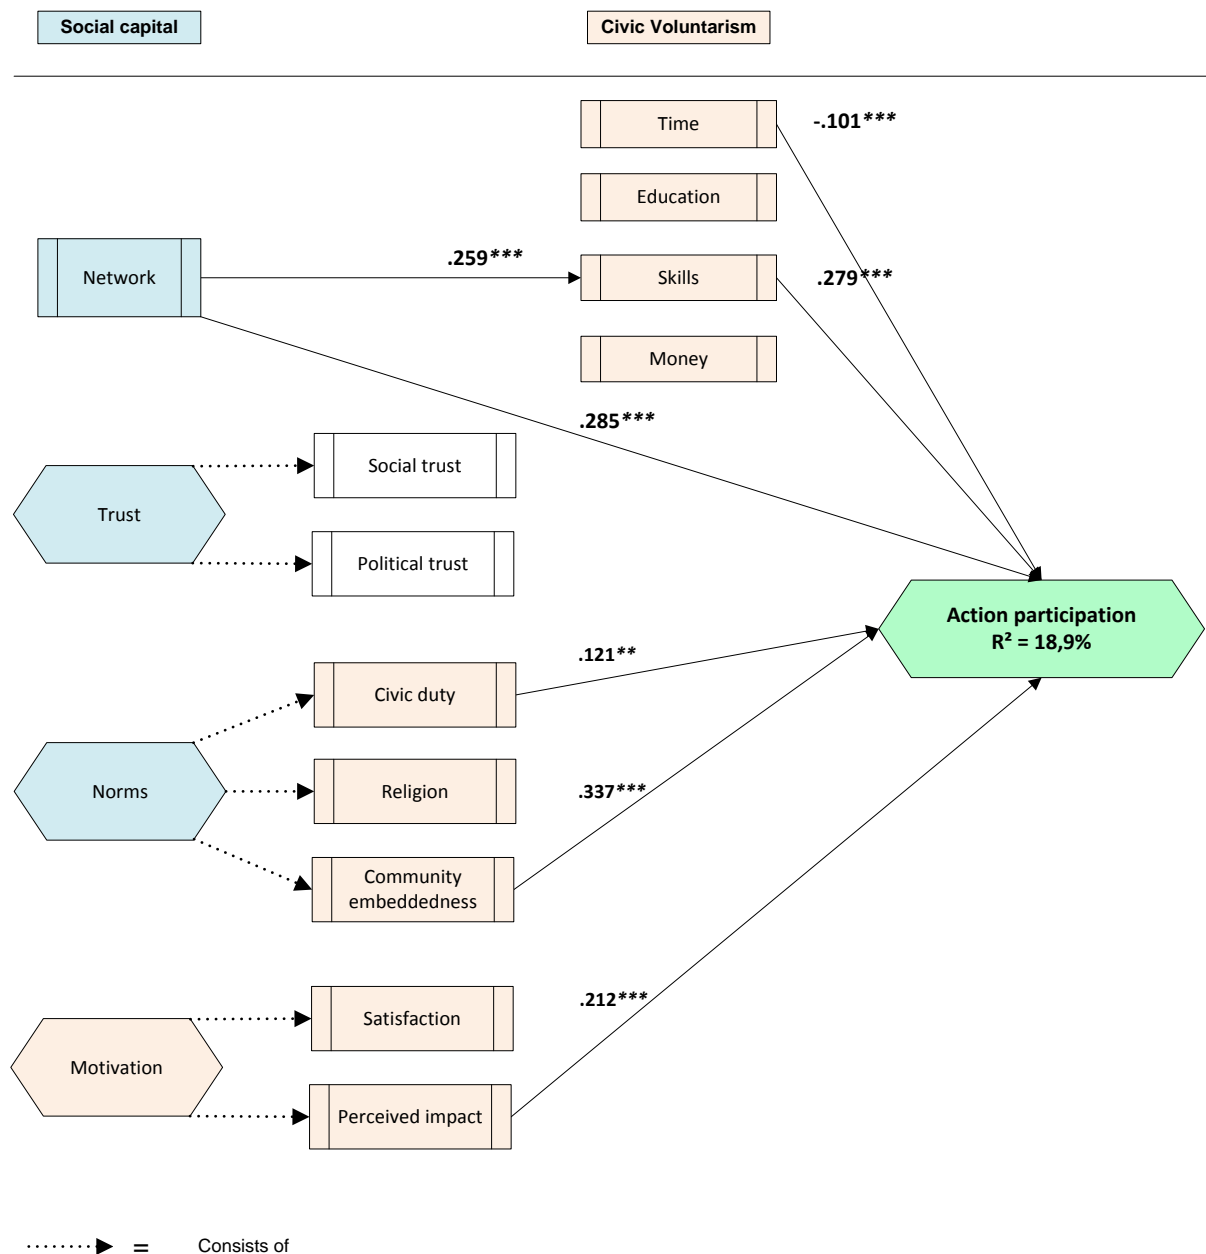 Social capital
Civic Voluntarism
Time
-.101***
Education
Network
.259***
Skills
.279***
Money
.285***
Social trust
Trust
Political trust
Action participation
R² = 18,9%
.121**
Civic duty
Norms
Religion
.337***
Community
embeddedness
Satisfaction
.212***
Motivation
Perceived impact
= Consists of